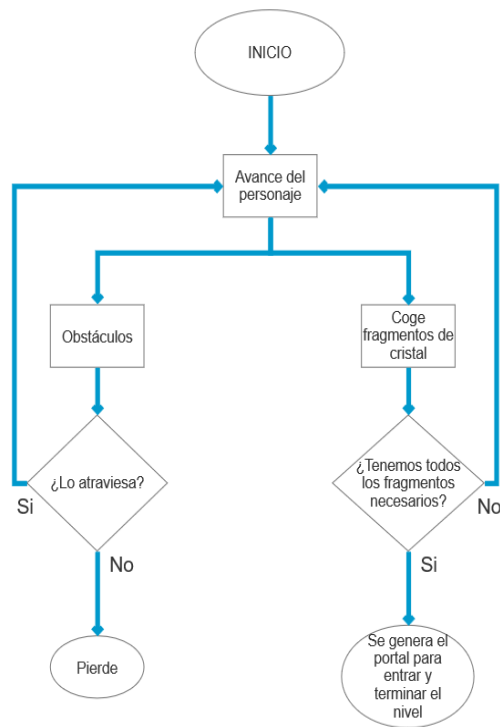 INICIO
Avance del
personaje
Obstáculos
Coge
fragmentos de
cristal
¿Lo atraviesa?
¿Tenemos todos
los fragmentos
necesarios?
Si
No
No
Si
Pierde
Se genera el
portal para
entrar y
terminar el
nivel